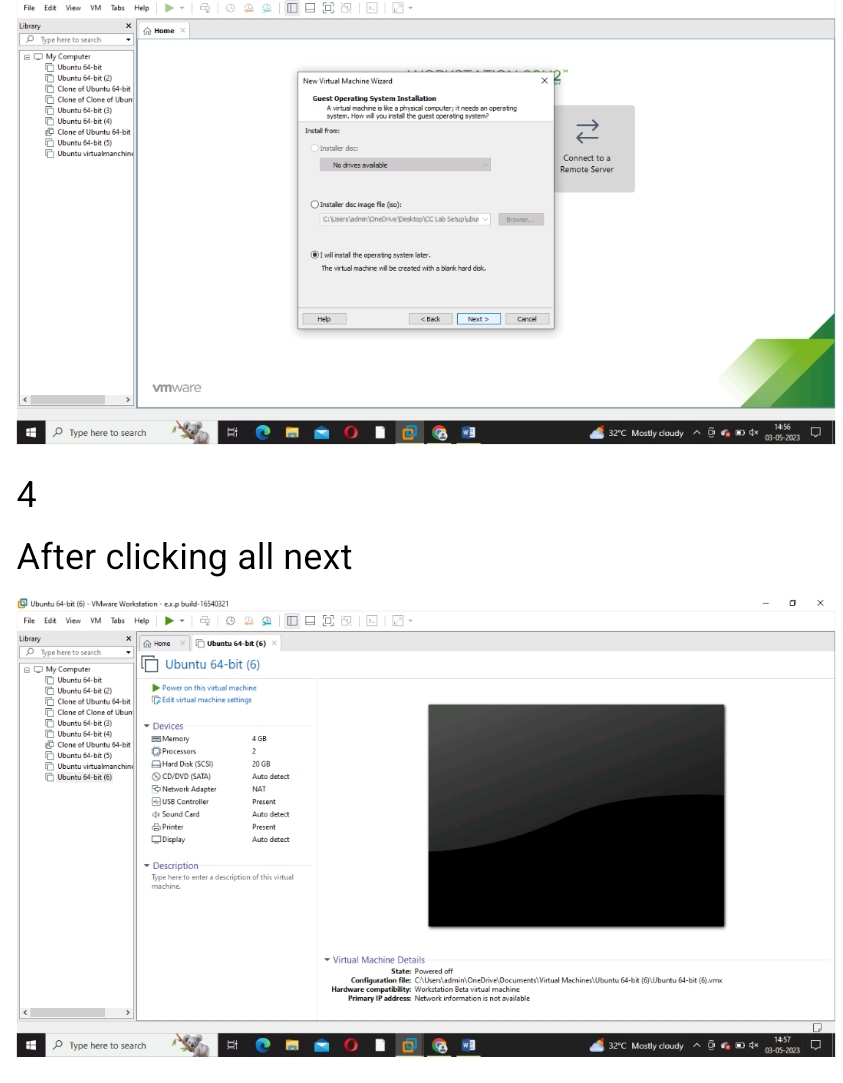 File Edit View VM Tabs Help
Library
Home
Type here to search
My Computer
Ubuntu 64-bit
Ubuntu 64-bit (2)
Clone of Ubuntu 64-bit
Clone of Clone of Ubun
Ubuntu 64-bit (3)
Ubuntu 64-bit (4)
Clone of Ubuntu 64-bit
Ubuntu 64-bit (5)
Ubuntu virtualmanchine
New Virtual Machine Wizard
Guest Operating System Installation
A virtual machine is like a physical computer; it needs an operating
system. How will you install the guest operating system?
Install from:
Installer disc:
No drives available
Installer disc image file (iso):
C:\Users\admin\OneDrive\Desktop\CC Lab Setup\ubu
Browse...
I will install the operating system later.
The virtual machine will be created with a blank hard disk.
Help < Back Next > Cancel
Connect to a
Remote Server
vmware
Type here to search
32°C Mostly cloudy
14:56
03-05-2023
4
After clicking all next
Ubuntu 64-bit (6) - VMware Workstation - e.x.p build-16540321
File Edit View VM Tabs Help
Library
Home Ubuntu 64-bit (6)
Type here to search
My Computer
Ubuntu 64-bit
Ubuntu 64-bit (2)
Clone of Ubuntu 64-bit
Clone of Clone of Ubun
Ubuntu 64-bit (3)
Ubuntu 64-bit (4)
Clone of Ubuntu 64-bit
Ubuntu 64-bit (5)
Ubuntu virtualmanchine
Ubuntu 64-bit (6)
Ubuntu 64-bit (6)
Power on this virtual machine
Edit virtual machine settings
Devices
Memory 4 GB
Processors 2
Hard Disk (SCSI) 20 GB
CD/DVD (SATA) Auto detect
Network Adapter NAT
USB Controller Present
Sound Card Auto detect
Printer Present
Display Auto detect
Description
Type here to enter a description of this virtual
machine.
Virtual Machine Details
State: Powered off
Configuration file: C:\Users\admin\OneDrive\Documents\Virtual Machines\Ubuntu 64-bit (6)\Ubuntu 64-bit (6).vmx
Hardware compatibility: Workstation Beta virtual machine
Primary IP address: Network information is not available
Type here to search
32°C Mostly cloudy
14:57
03-05-2023